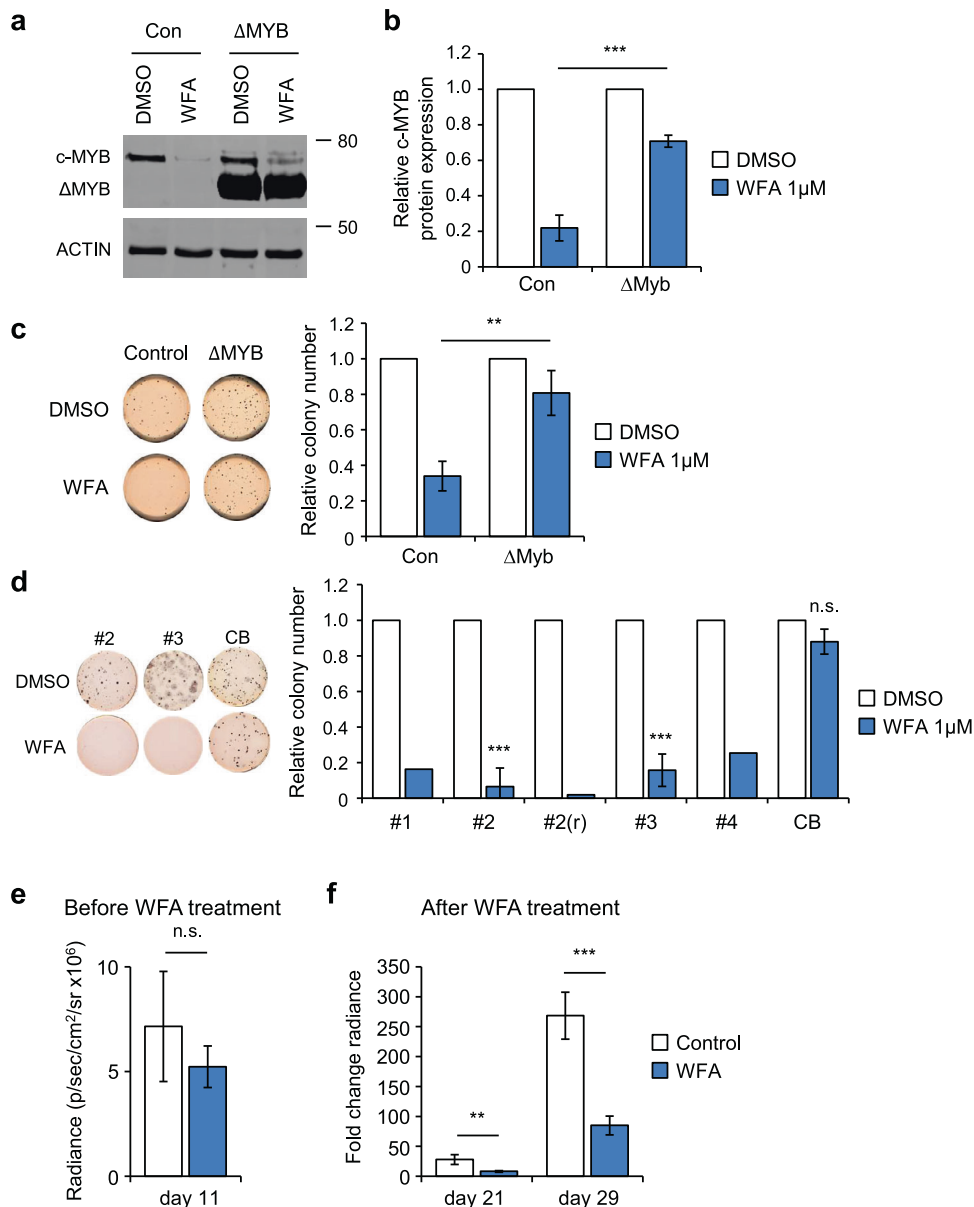 a
Con ΔMYB
DMSO WFA DMSO WFA
80
c-MYB
ΔMYB
50
ACTIN
b
***
1.2
1.0
0.8
0.6
0.4
0.2
0
Relative c-MYB
protein expression
Con ΔMyb
DMSO
WFA 1µM
c
Control ΔMYB
DMSO
WFA
**
1.2
1.0
0.8
0.6
0.4
0.2
0
Relative colony number
Con ΔMyb
DMSO
WFA 1µM
d
#2 #3 CB
DMSO
WFA
1.2
1.0
0.8
0.6
0.4
0.2
0
Relative colony number
*** *** n.s.
#1 #2 #2(r) #3 #4 CB
DMSO
WFA 1µM
e
Before WFA treatment
n.s.
10
5
0
Radiance (p/sec/cm²/sr x10⁶)
day 11
f
After WFA treatment
***
**
350
300
250
200
150
100
50
0
Fold change radiance
day 21 day 29
Control
WFA